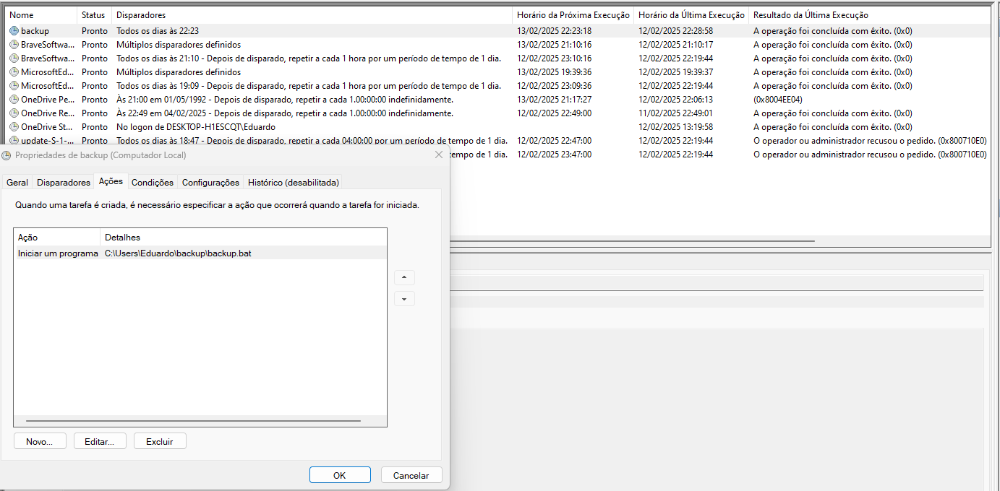 Nome Status Disparadores Horário da Próxima Execução Horário da Última Execução Resultado da Última Execução
backup Pronto Todos os dias às 22:23 13/02/2025 22:23:18 12/02/2025 22:28:58 A operação foi concluída com êxito. (0x0)
BraveSoftwa... Pronto Múltiplos disparadores definidos 13/02/2025 21:10:16 12/02/2025 21:10:17 A operação foi concluída com êxito. (0x0)
BraveSoftwa... Pronto Todos os dias às 21:10 - Depois de disparado, repetir a cada 1 hora por um período de tempo de 1 dia. 12/02/2025 23:10:16 12/02/2025 22:19:44 A operação foi concluída com êxito. (0x0)
MicrosoftEd... Pronto Múltiplos disparadores definidos 13/02/2025 19:39:36 12/02/2025 19:39:37 A operação foi concluída com êxito. (0x0)
MicrosoftEd... Pronto Todos os dias às 19:09 - Depois de disparado, repetir a cada 1 hora por um período de tempo de 1 dia. 12/02/2025 23:09:36 12/02/2025 22:19:44 A operação foi concluída com êxito. (0x0)
OneDrive Pe... Pronto Às 21:00 em 01/05/1992 - Depois de disparado, repetir a cada 1.00:00:00 indefinidamente. 13/02/2025 21:17:27 12/02/2025 22:06:13 (0x8004EE04)
OneDrive Re... Pronto Às 22:49 em 04/02/2025 - Depois de disparado, repetir a cada 1.00:00:00 indefinidamente. 12/02/2025 22:49:00 11/02/2025 22:49:01 A operação foi concluída com êxito. (0x0)
OneDrive St... Pronto No logon de DESKTOP-H1ESCQT\Eduardo 12/02/2025 13:19:58 A operação foi concluída com êxito. (0x0)
update-S-1-... Pronto Todos os dias às 18:47 - Depois de disparado, repetir a cada 04:00:00 por um período de tempo de 1 dia. 12/02/2025 22:47:00 12/02/2025 22:19:44 O operador ou administrador recusou o pedido. (0x800710E0)
tempo de 1 dia. 12/02/2025 23:47:00 12/02/2025 22:19:44 O operador ou administrador recusou o pedido. (0x800710E0)
Propriedades de backup (Computador Local)
Geral Disparadores Ações Condições Configurações Histórico (desabilitada)
Quando uma tarefa é criada, é necessário especificar a ação que ocorrerá quando a tarefa for iniciada.
Ação Detalhes
Iniciar um programa C:\Users\Eduardo\backup\backup.bat
Novo... Editar... Excluir
OK Cancelar